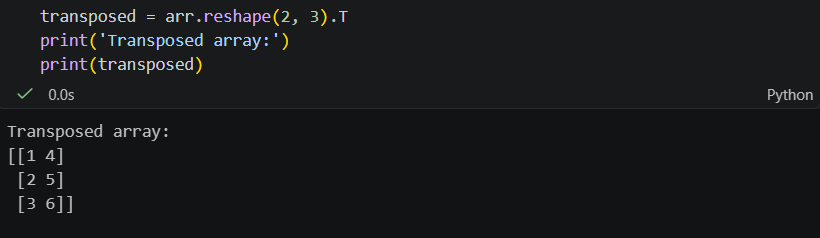 transposed = arr.reshape(2, 3).T
print('Transposed array:')
print(transposed)
0.0s
Python
Transposed array:
[[1 4]
 [2 5]
 [3 6]]